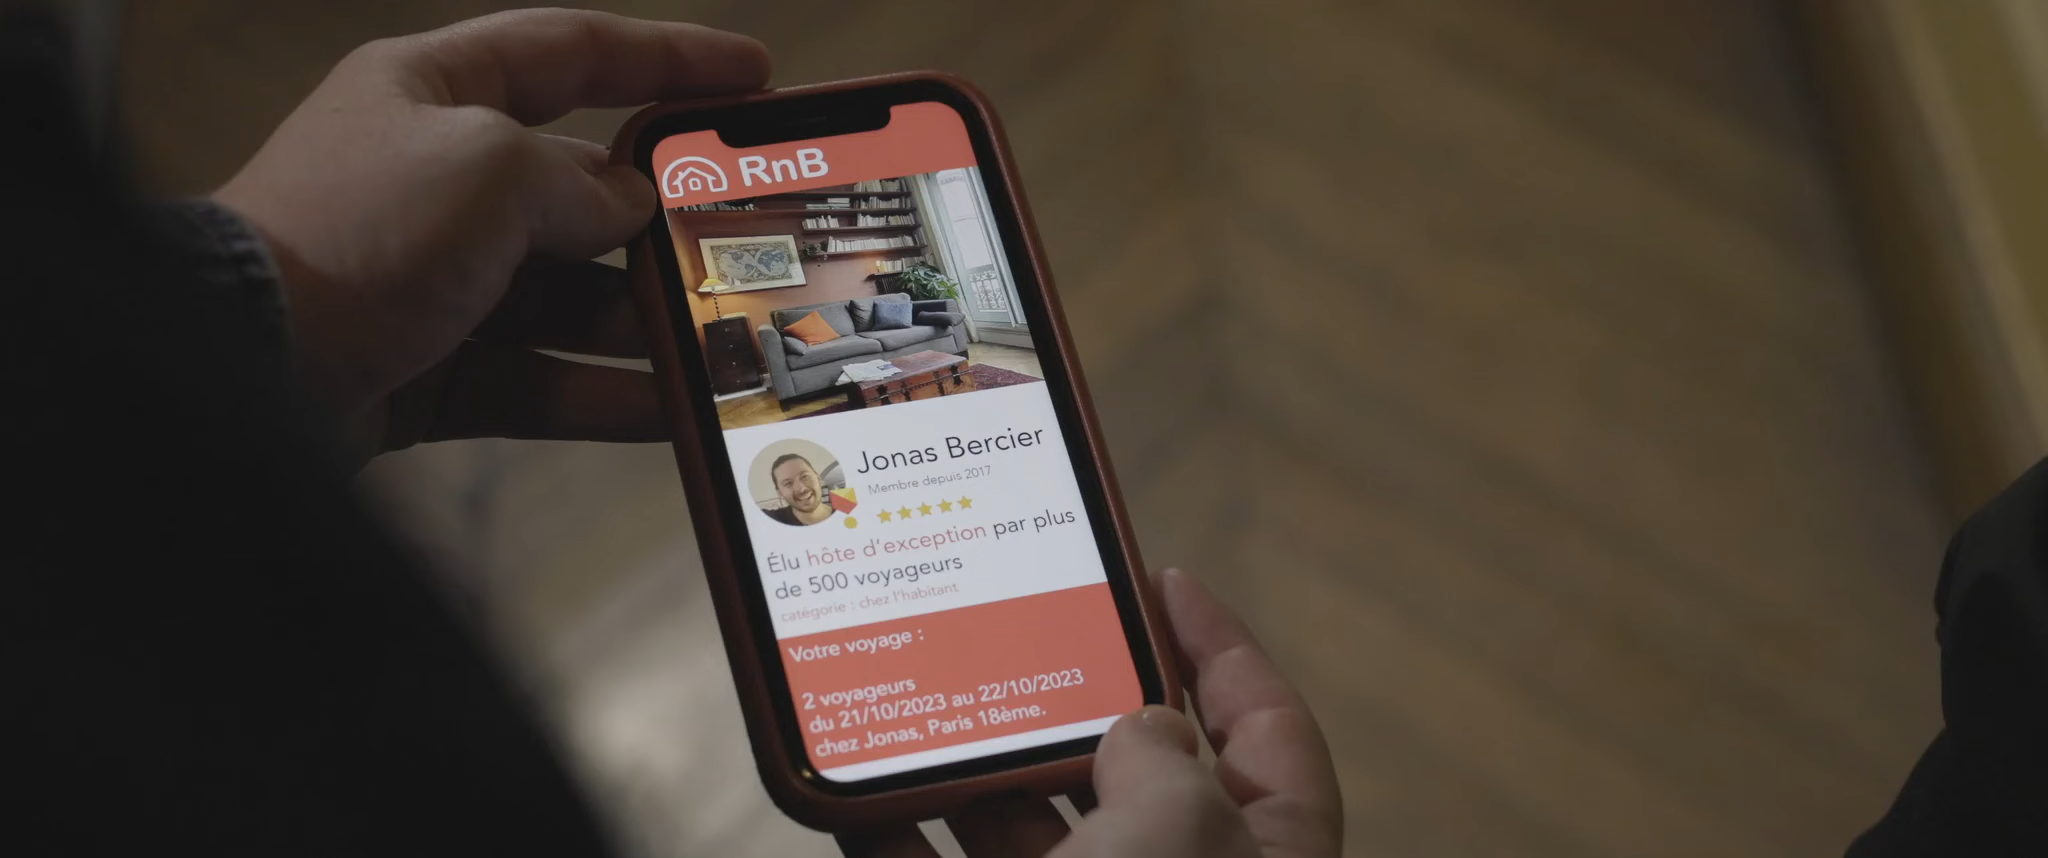 RnB
Jonas Bercier
Membre depuis 2017
Élu hôte d'exception par plus
de 500 voyageurs
catégorie : chez l'habitant
Votre voyage :
2 voyageurs
du 21/10/2023 au 22/10/2023
chez Jonas, Paris 18ème.